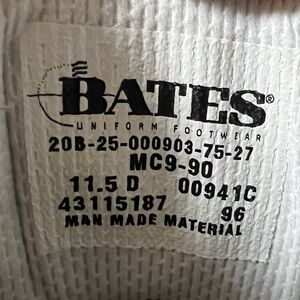 BATES®
UNIFORM FOOTWEAR
20B-25-000903-75-27
MC9-90
11.5 D 00941C
43115187 96
MAN MADE MATERIAL